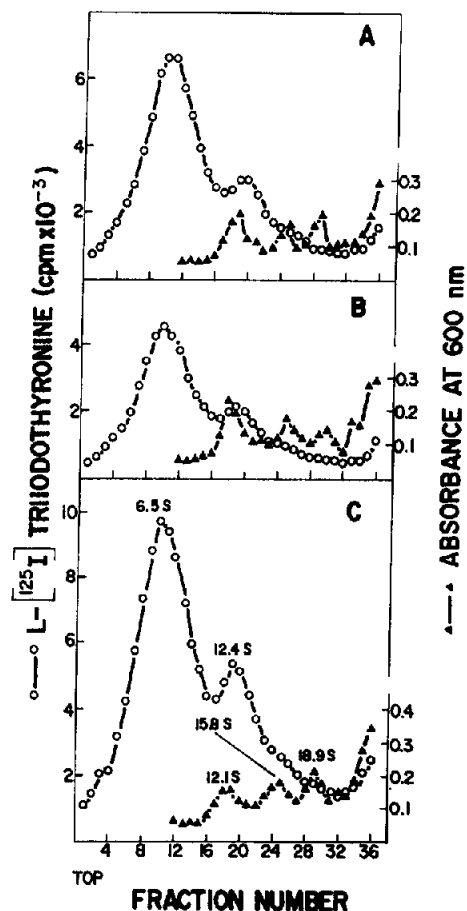 A
6
4
2
0.3
0.2
0.1
B
4
2
0.3
0.2
0.1
C
10
8
6
4
2
0.4
0.3
0.2
0.1
6.5 S
12.4 S
15.8 S
18.9 S
12.1 S
4 8 12 16 20 24 28 32 36
TOP
FRACTION NUMBER
L-[125I] TRIIODOTHYRONINE (cpm x10-3)
ABSORBANCE AT 600 nm